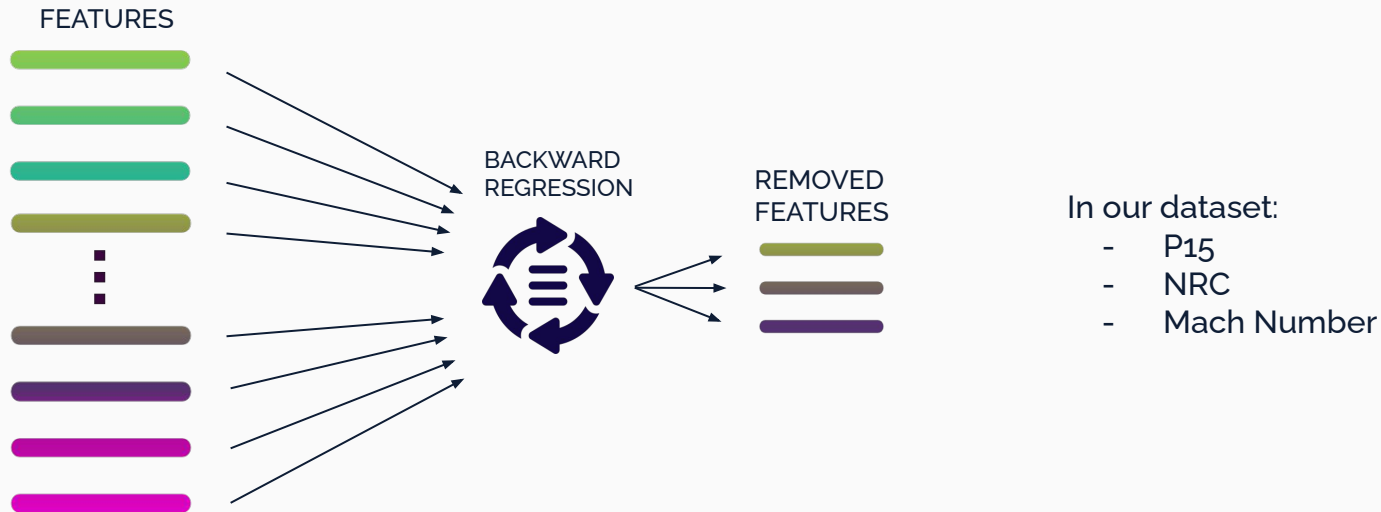 FEATURES
BACKWARD
REGRESSION
REMOVED
FEATURES
In our dataset:
- P15
- NRC
- Mach Number